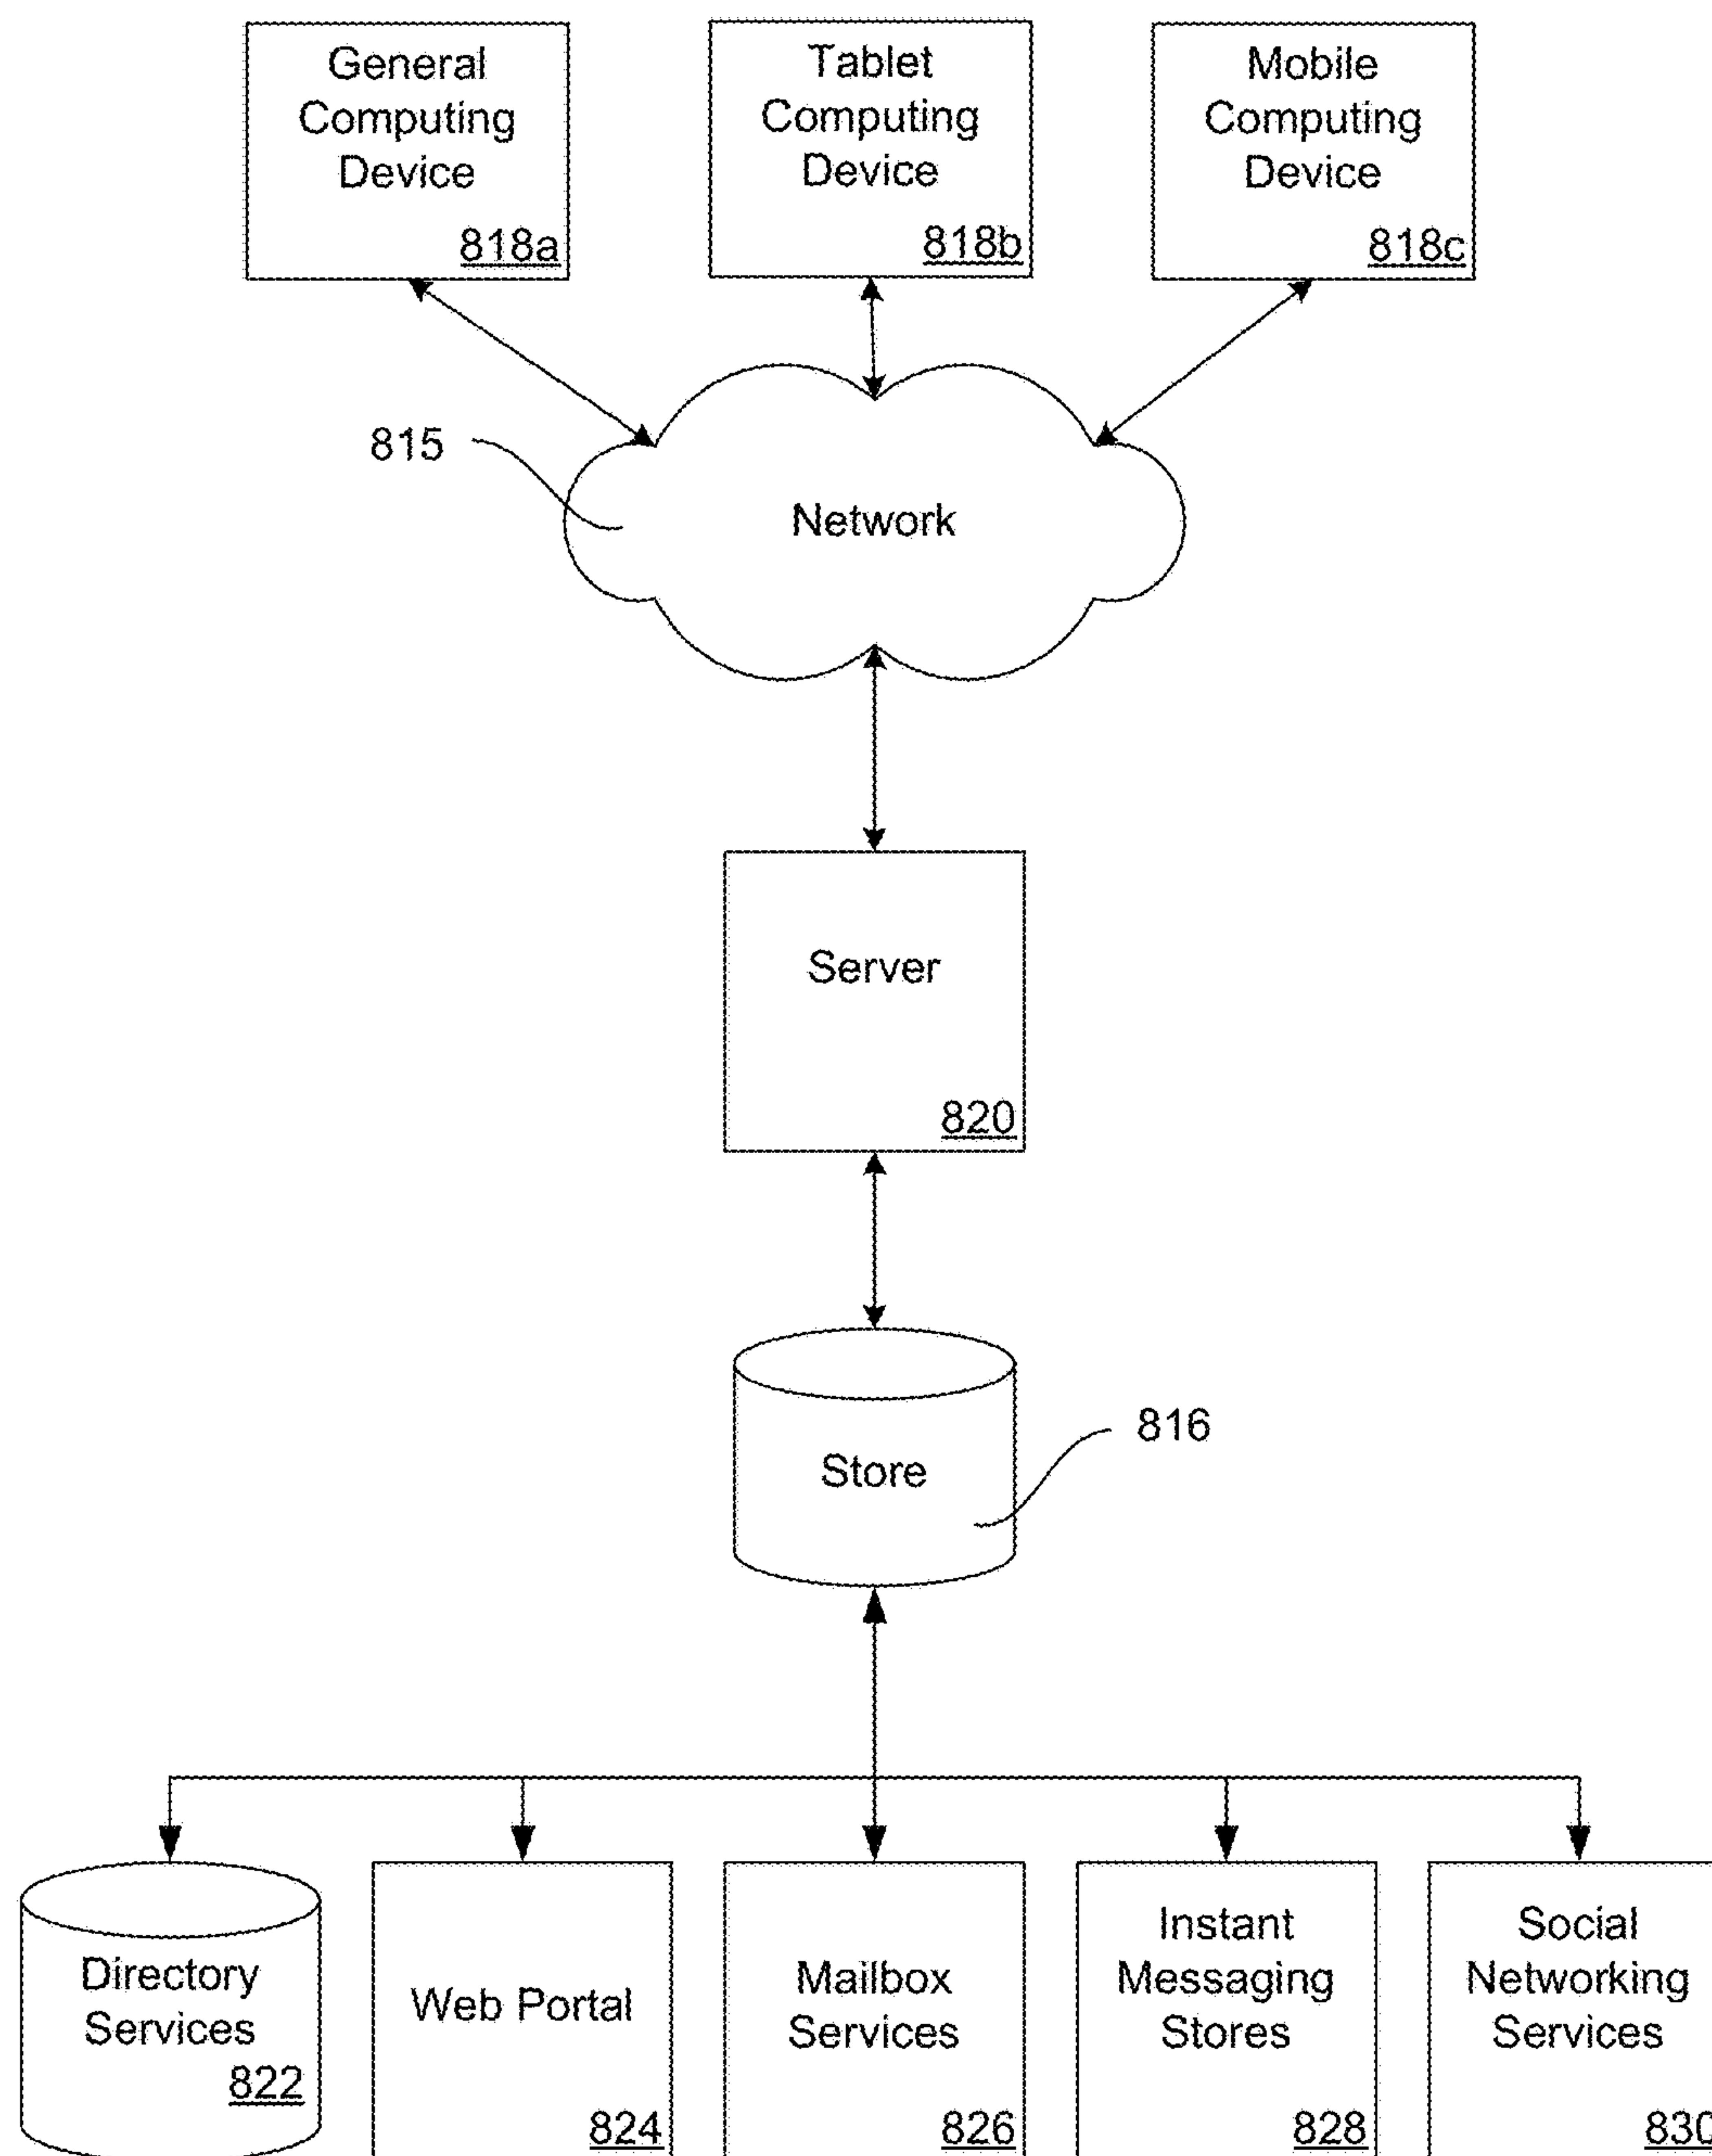 General
Computing
Device
818a
Tablet
Computing
Device
818b
Mobile
Computing
Device
818c
815
Network
Server
820
Store
816
Directory
Services
822
Web Portal
824
Mailbox
Services
826
Instant
Messaging
Stores
828
Social
Networking
Services
830